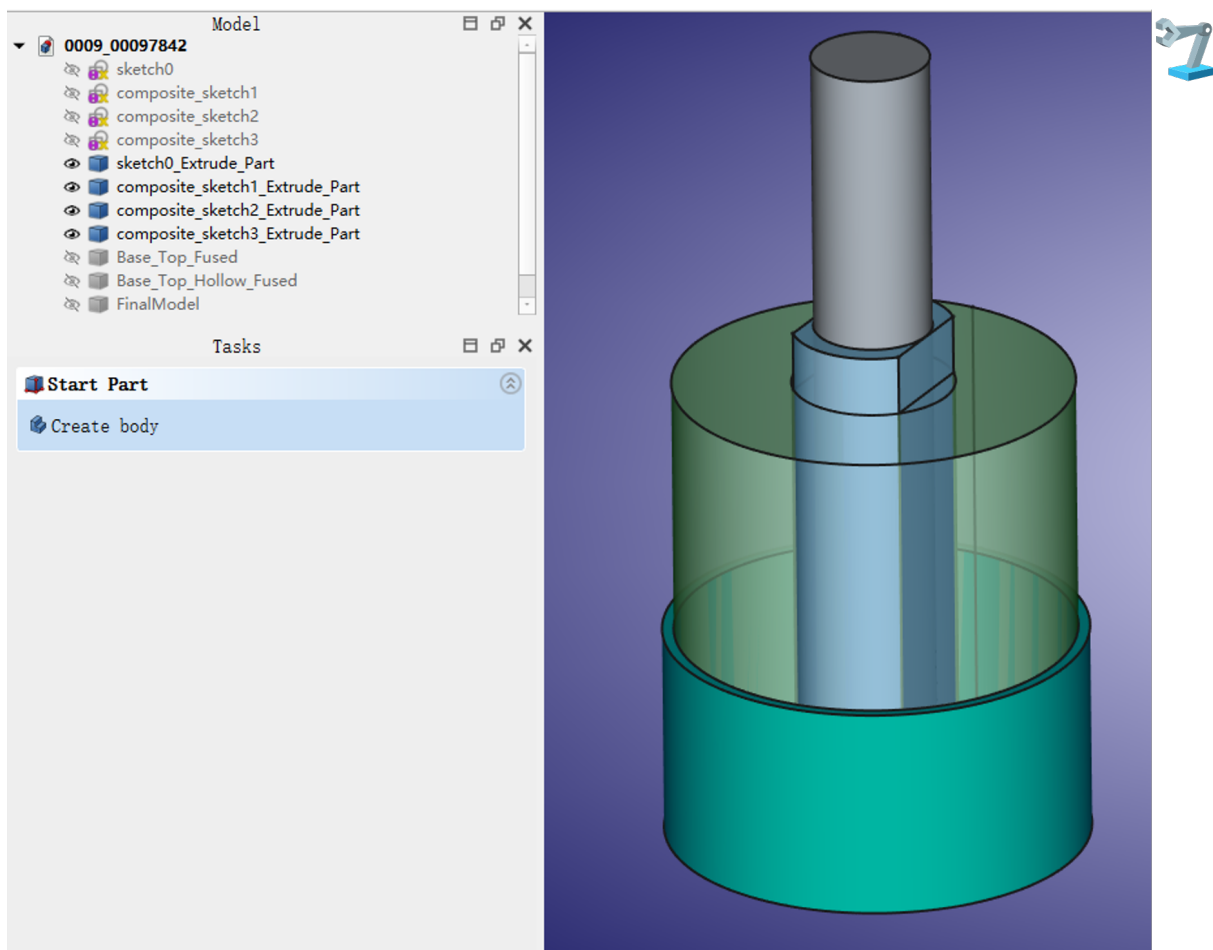 Model
0009_00097842
sketch0
composite_sketch1
composite_sketch2
composite_sketch3
sketch0_Extrude_Part
composite_sketch1_Extrude_Part
composite_sketch2_Extrude_Part
composite_sketch3_Extrude_Part
Base_Top_Fused
Base_Top_Hollow_Fused
FinalModel
Tasks
Start Part
Create body